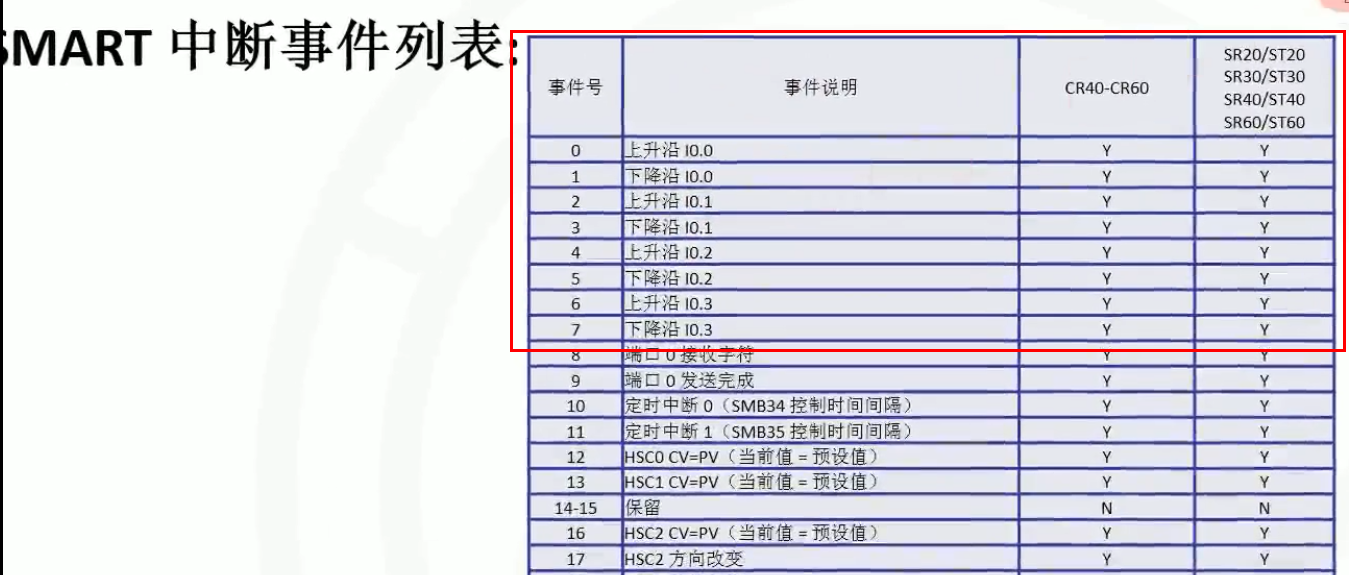 SMART 中断事件列表:
事件号 事件说明 CR40-CR60 SR20/ST20 SR30/ST30 SR40/ST40 SR60/ST60
0 上升沿 I0.0 Y Y
1 下降沿 I0.0 Y Y
2 上升沿 I0.1 Y Y
3 下降沿 I0.1 Y Y
4 上升沿 I0.2 Y Y
5 下降沿 I0.2 Y Y
6 上升沿 I0.3 Y Y
7 下降沿 I0.3 Y Y
8 端口 0 接收字符 Y Y
9 端口 0 发送完成 Y Y
10 定时中断 0（SMB34 控制时间间隔） Y Y
11 定时中断 1（SMB35 控制时间间隔） Y Y
12 HSC0 CV=PV（当前值 = 预设值） Y Y
13 HSC1 CV=PV（当前值 = 预设值） Y Y
14-15 保留 N N
16 HSC2 CV=PV（当前值 = 预设值） Y Y
17 HSC2 方向改变 Y Y